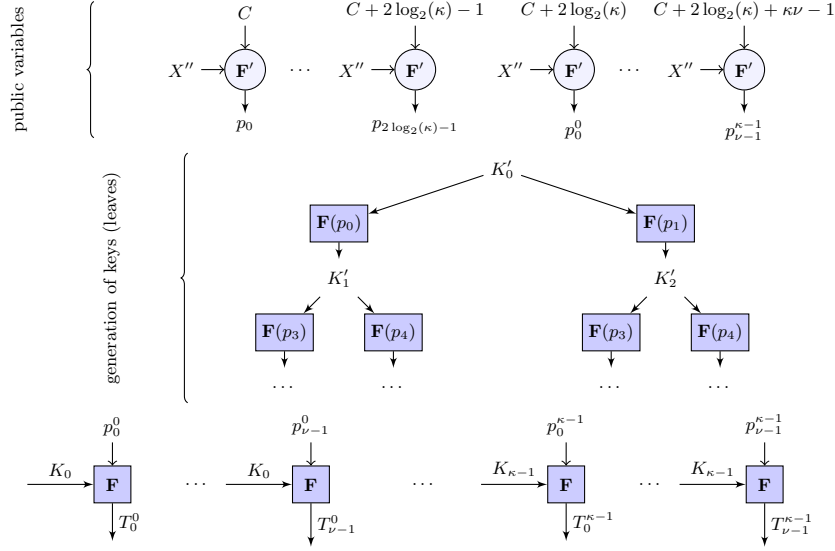 public variables
C C + 2 log₂(κ) − 1 C + 2 log₂(κ) C + 2 log₂(κ) + κν − 1
X′′ F′ ··· X′′ F′ X′′ F′ ··· X′′ F′
p₀ p_{2 log₂(κ)−1} p₀⁰ p_{ν−1}^{κ−1}
generation of keys (leaves)
K′₀
F(p₀) F(p₁)
K′₁ K′₂
F(p₃) F(p₄) F(p₃) F(p₄)
··· ··· ··· ···
p₀⁰ p_{ν−1}^{0} p₀^{κ−1} p_{ν−1}^{κ−1}
K₀ F ··· K₀ F ··· K_{κ−1} F ··· K_{κ−1} F
T₀⁰ T_{ν−1}^{0} T₀^{κ−1} T_{ν−1}^{κ−1}